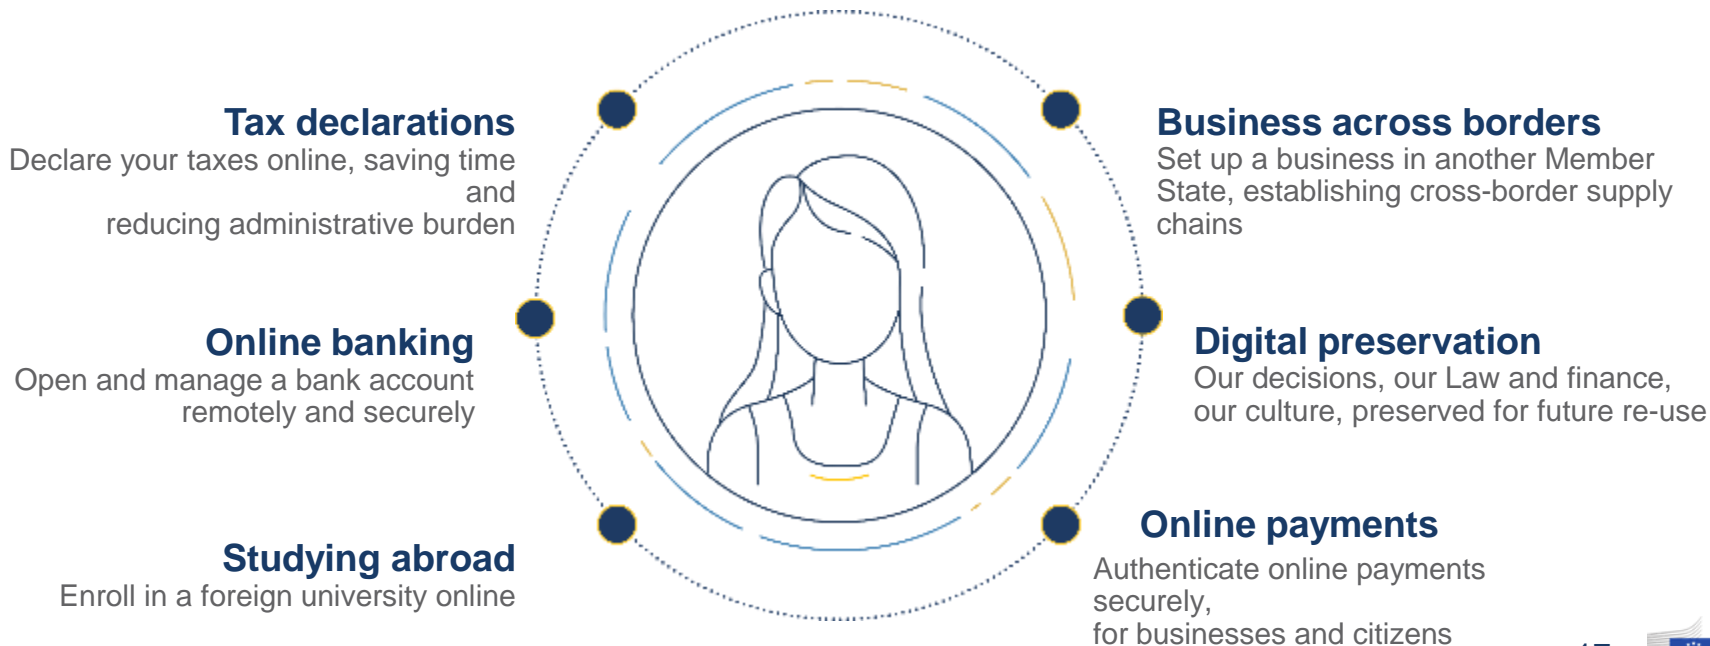 Tax declarations
Declare your taxes online, saving time
and
reducing administrative burden
Online banking
Open and manage a bank account
remotely and securely
Studying abroad
Enroll in a foreign university online
Business across borders
Set up a business in another Member
State, establishing cross-border supply
chains
Digital preservation
Our decisions, our Law and finance,
our culture, preserved for future re-use
Online payments
Authenticate online payments
securely,
for businesses and citizens